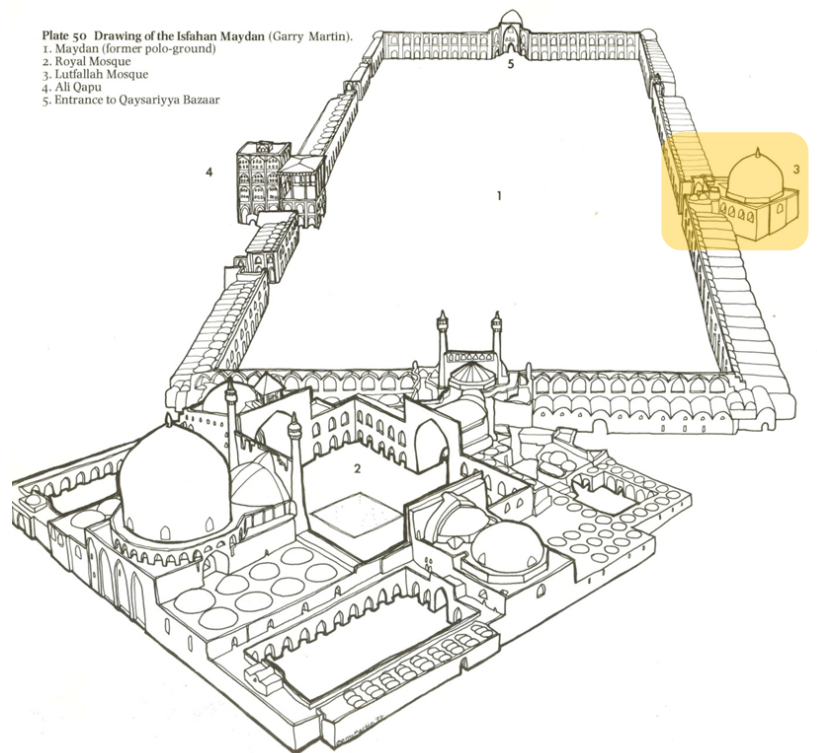 Plate 50 Drawing of the Isfahan Maydan (Garry Martin).
1. Maydan (former polo-ground)
2. Royal Mosque
3. Lutfallah Mosque
4. Ali Qapu
5. Entrance to Qaysariyya Bazaar
5
4
3
1
2